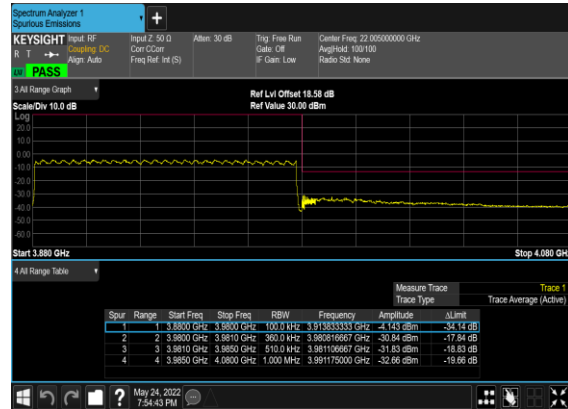 Spectrum Analyzer 1
Spurious Emissions
KEYSIGHT Input: RF Input Z: 50 Ω Atten: 30 dB Trig: Free Run Center Freq: 22.005000000 GHz
R T Coupling: DC Corr CCorr Gate: Off Avg|Hold: 100/100
Align: Auto Freq Ref: Int (S) IF Gain: Low Radio Std: None
LW PASS
3 All Range Graph
Ref Lvl Offset 18.58 dB
Scale/Div 10.0 dB Ref Value 30.00 dBm
Log
20.0
10.0
0.00
-10.0
-20.0
-30.0
-40.0
-50.0
-60.0
Start 3.880 GHz Stop 4.080 GHz
4 All Range Table
Measure Trace Trace 1
Trace Type Trace Average (Active)
Spur Range Start Freq Stop Freq RBW Frequency Amplitude ΔLimit
1 1 3.8800 GHz 3.9800 GHz 100.0 kHz 3.913833333 GHz -4.143 dBm -34.14 dB
2 2 3.9800 GHz 3.9810 GHz 360.0 kHz 3.980816667 GHz -30.84 dBm -17.84 dB
3 3 3.9810 GHz 3.9850 GHz 510.0 kHz 3.981106667 GHz -31.83 dBm -18.83 dB
4 4 3.9850 GHz 4.0800 GHz 1.000 MHz 3.991175000 GHz -32.66 dBm -19.66 dB
? May 24, 2022
7:54:43 PM